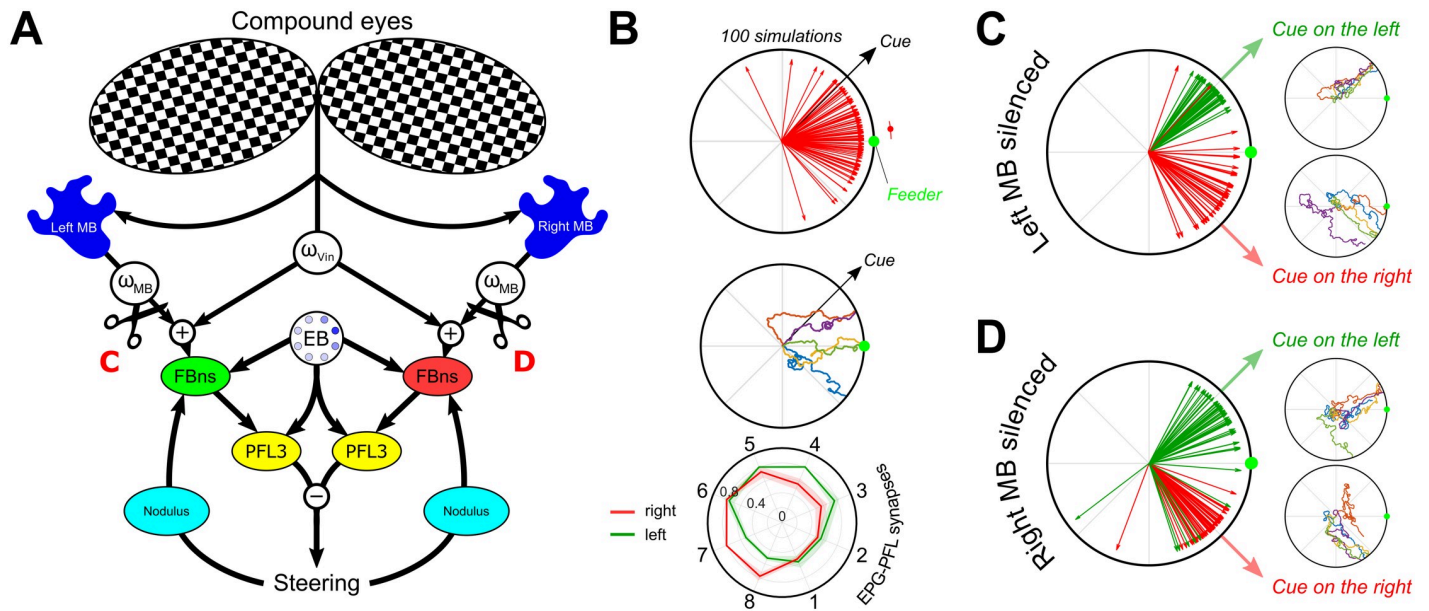 A
Compound eyes
Left MB
Right MB
ωVin
ωMB
ωMB
+
+
C
D
EB
FBns
FBns
PFL3
PFL3
−
Nodulus
Nodulus
Steering
B
100 simulations
Cue
Feeder
Cue
5
4
6
0.8
0.4
0
3
7
2
8
1
right
left
EPG-PFL synapses
C
Left MB silenced
Cue on the left
Cue on the right
D
Right MB silenced
Cue on the left
Cue on the right